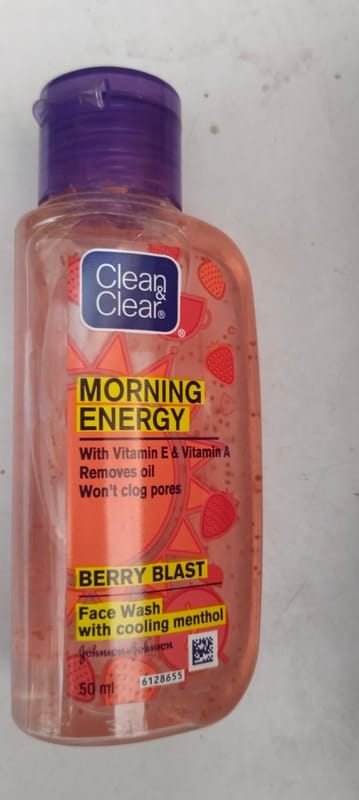 Clean &
Clear®
®
MORNING
ENERGY
With Vitamin E & Vitamin A
Removes oil
Won't clog pores
BERRY BLAST
Face Wash
with cooling menthol
Johnson & Johnson
50 ml
6128655